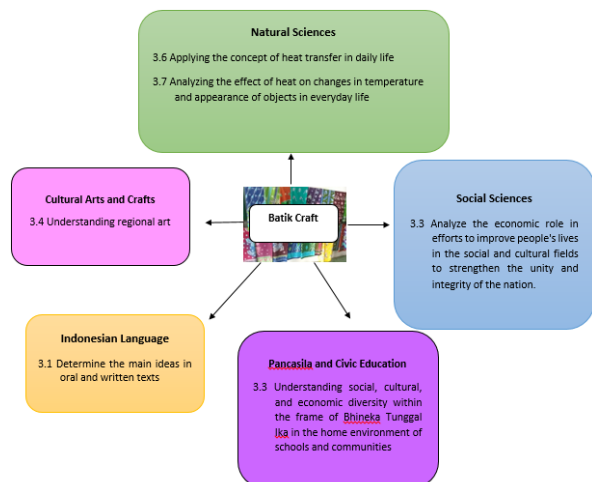 Natural Sciences
3.6 Applying the concept of heat transfer in daily life
3.7 Analyzing the effect of heat on changes in temperature
and appearance of objects in everyday life
Cultural Arts and Crafts
3.4 Understanding regional art
Batik Craft
Social Sciences
3.3 Analyze the economic role in
efforts to improve people's lives
in the social and cultural fields
to strengthen the unity and
integrity of the nation.
Indonesian Language
3.1 Determine the main ideas in
oral and written texts
Pancasila and Civic Education
3.3 Understanding social, cultural,
and economic diversity within
the frame of Bhineka Tunggal
Ika in the home environment of
schools and communities